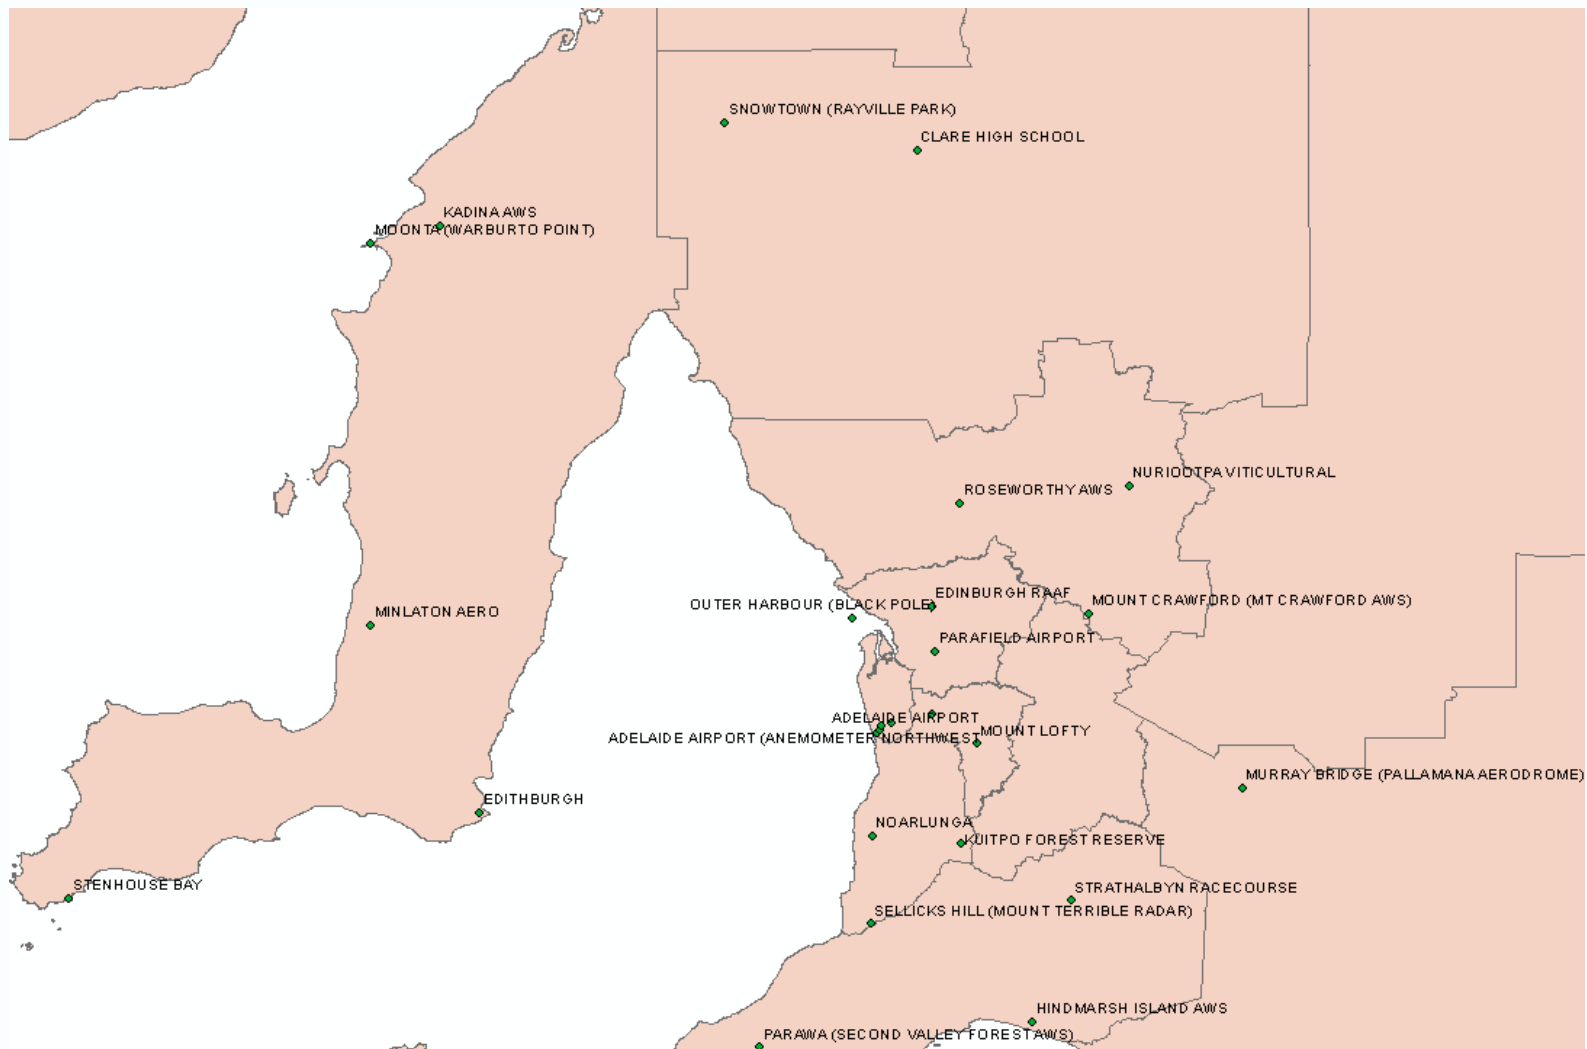 SNOWTOWN (RAYVILLE PARK)
CLARE HIGH SCHOOL
KADINA AWS
MOONTA (WARBURTO POINT)
NURIOOTPA VITICULTURAL
ROSEWORTHY AWS
EDINBURGH RAAF
MOUNT CRAWFORD (MT CRAWFORD AWS)
OUTER HARBOUR (BLACK POLE)
MINLATON AERO
PARAFIELD AIRPORT
ADELAIDE AIRPORT
MOUNT LOFTY
ADELAIDE AIRPORT (ANEMOMETER NORTHWEST
MURRAY BRIDGE (PALLAMANA AERODROME)
EDITHBURGH
NOARLUNGA
KUITPO FOREST RESERVE
STENHOUSE BAY
STRATHALBYN RACECOURSE
SELLICKS HILL (MOUNT TERRIBLE RADAR)
HINDMARSH ISLAND AWS
PARAWA (SECOND VALLEY FOREST AWS)